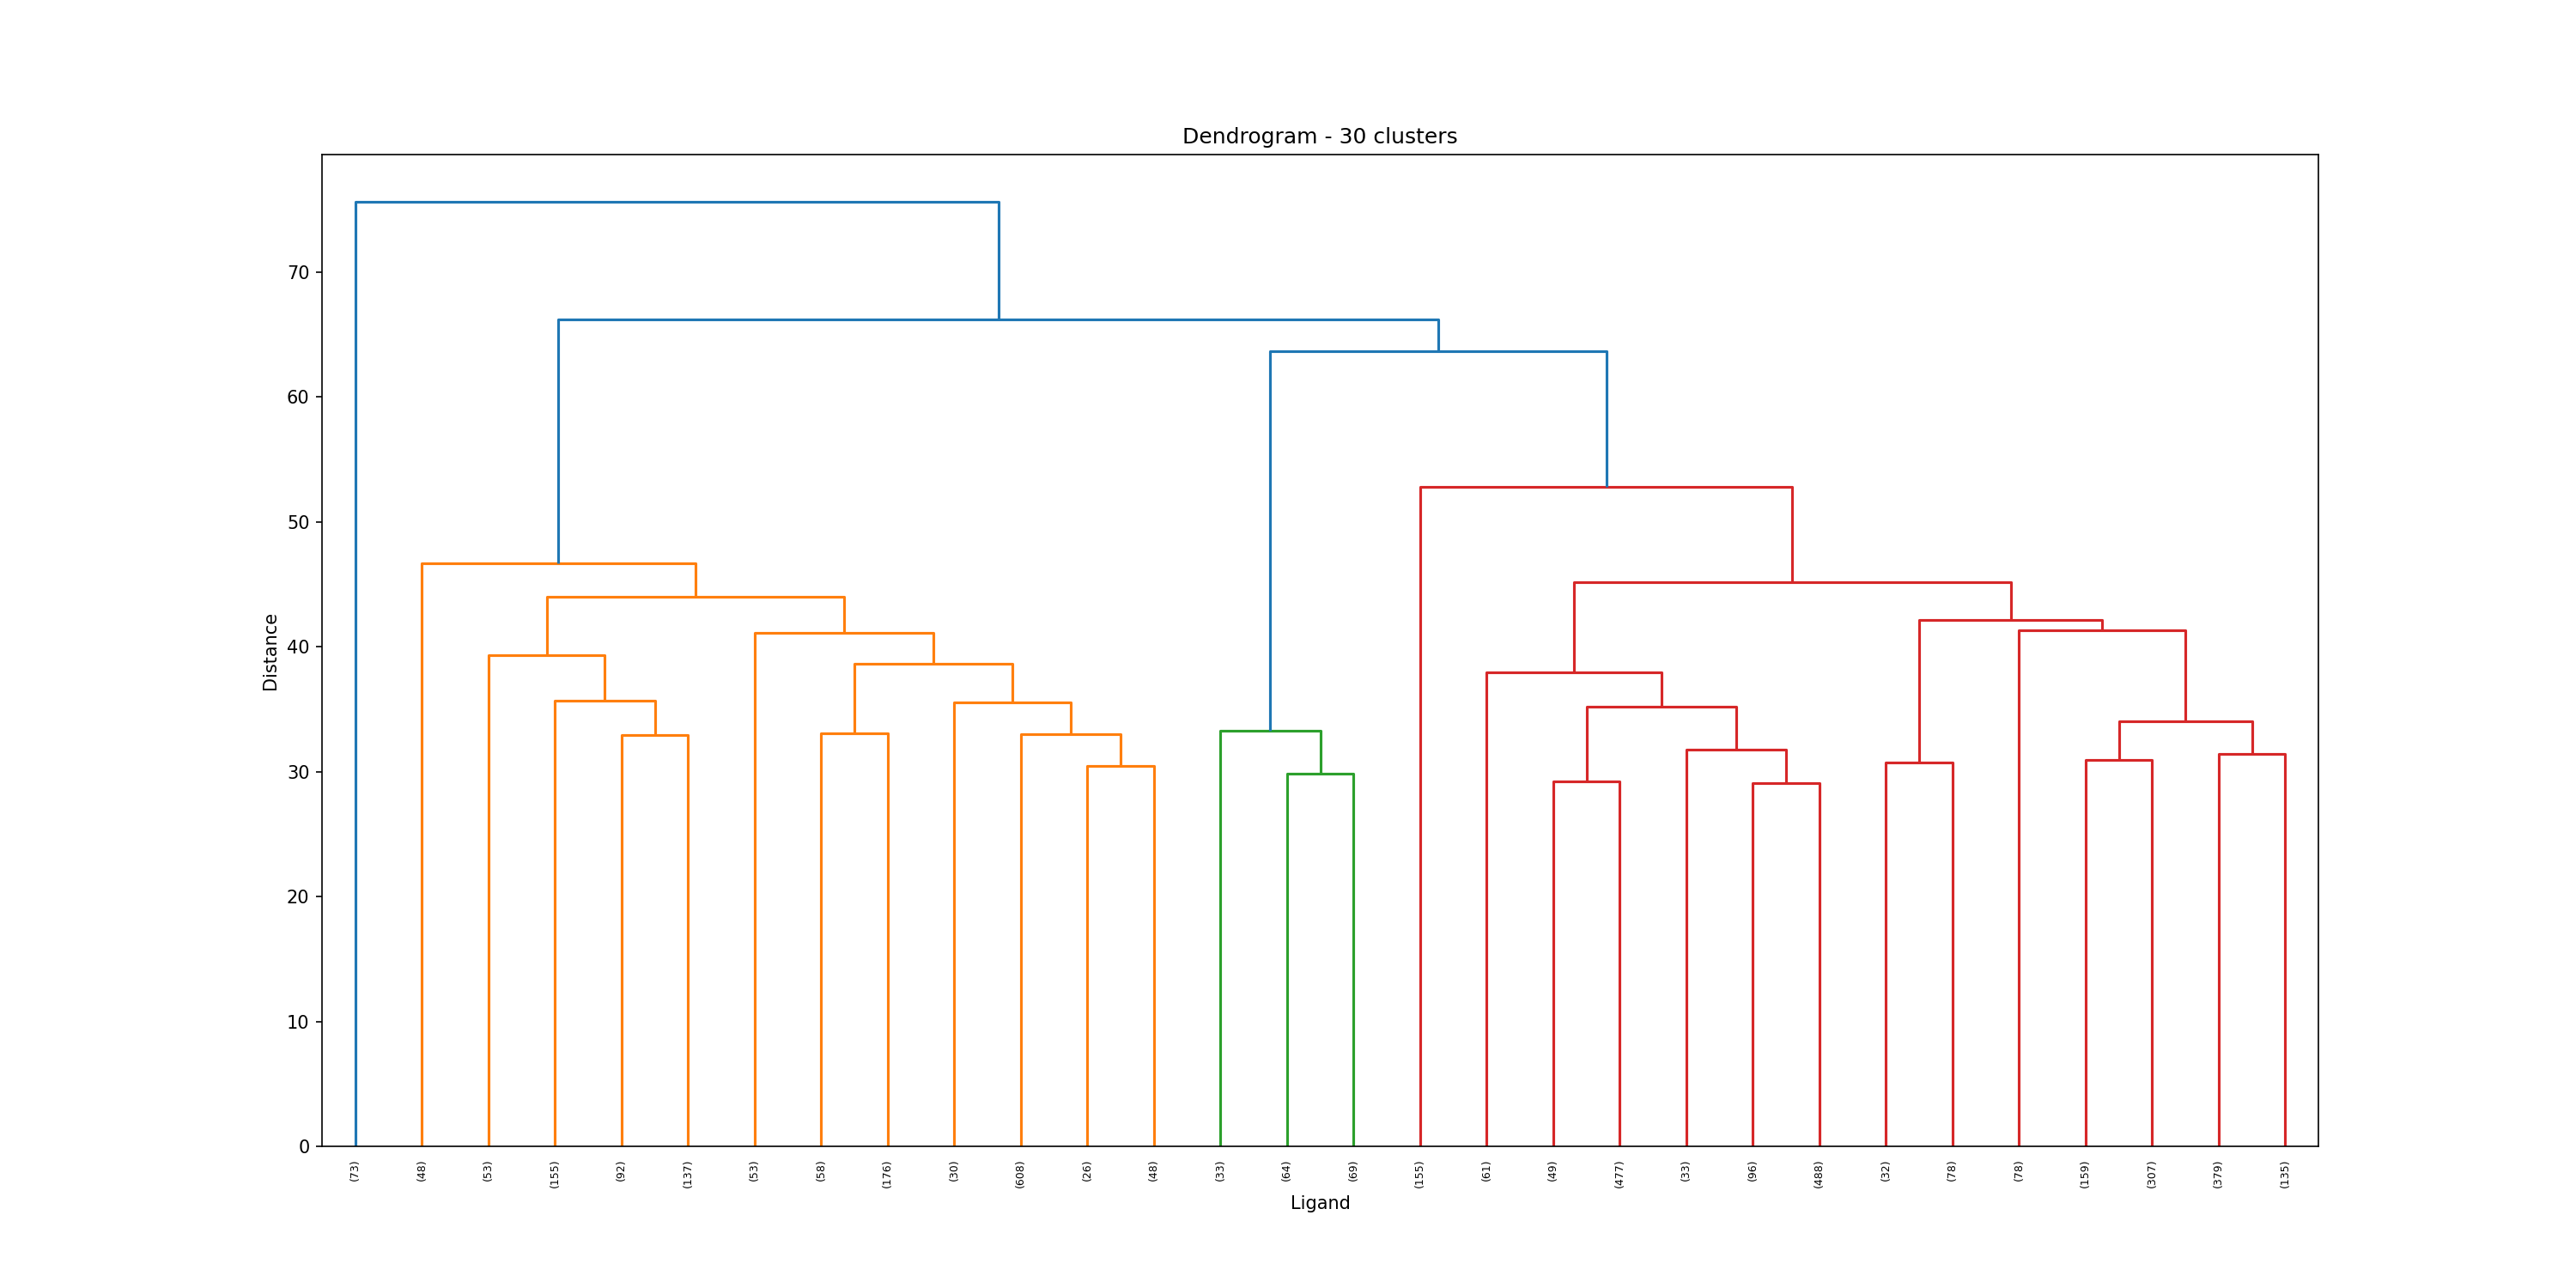 Dendrogram - 30 clusters
Distance
70
60
50
40
30
20
10
0
(73) (48) (53) (155) (92) (137) (53) (58) (176) (30) (608) (26) (48) (33) (64) (69) (155) (61) (49) (477) (33) (96) (488) (32) (78) (78) (159) (307) (379) (135)
Ligand